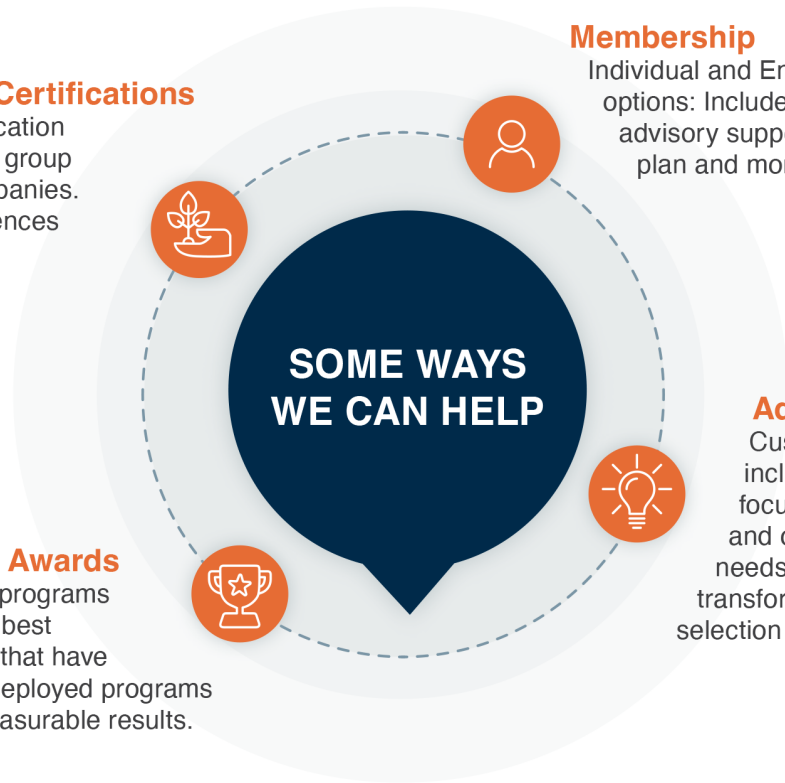 Membership
Individual and En
options: Include
advisory suppo
plan and mor
Certifications
cation
group
panies.
ences
SOME WAYS
WE CAN HELP
Ad
Cus
incl
focu
and c
needs
transfor
selection
Awards
programs
best
that have
eployed programs
asurable results.